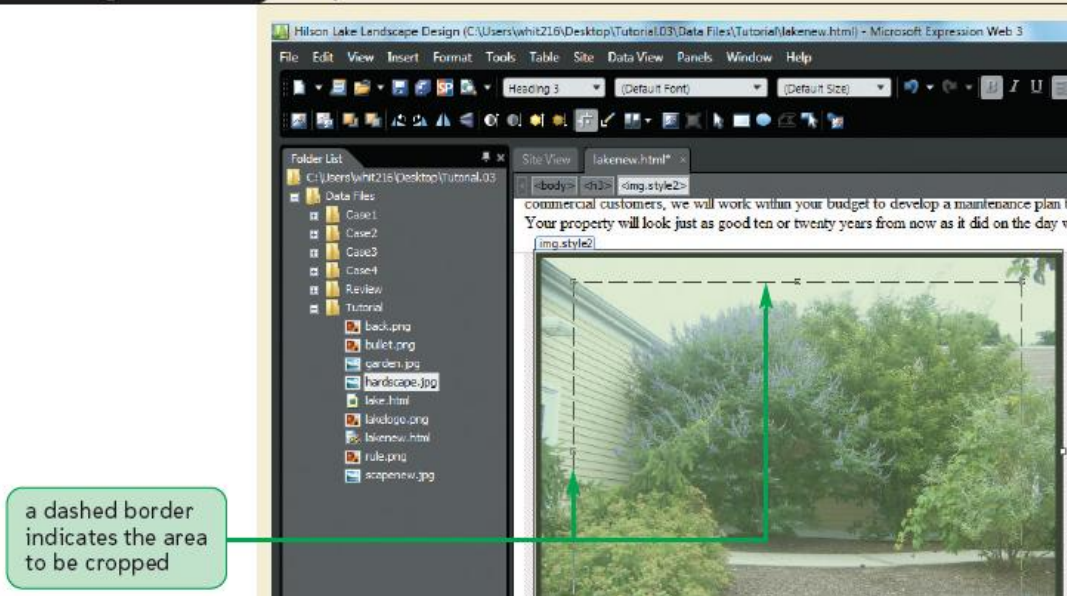 Hilson Lake Landscape Design (C:\Users\whit216\Desktop\Tutorial.03\Data Files\Tutorial\lakenew.html) - Microsoft Expression Web 3
File Edit View Insert Format Tools Table Site Data View Panels Window Help
Heading 3 (Default Font) (Default Size) B I U
Folder List
Site View lakenew.html*
C:\Users\whit216\Desktop\Tutorial.03
<body> <h3> <img.style2>
Data Files
commercial customers, we will work within your budget to develop a maintenance plan
Case1
Your property will look just as good ten or twenty years from now as it did on the day
Case2
img.style2
Case3
Case4
Review
Tutorial
back.png
bullet.png
garden.jpg
hardscape.jpg
lake.html
lakelogo.png
lakenew.html
rule.png
scapenew.jpg
a dashed border
indicates the area
to be cropped